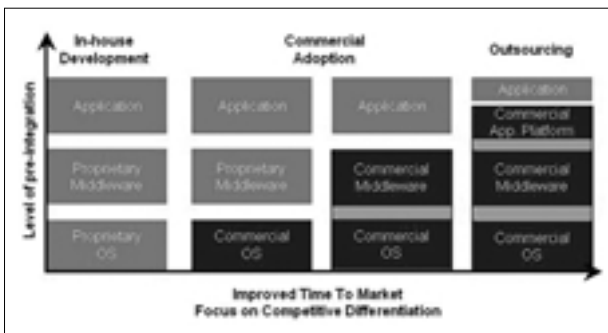 In-house
Development
Commercial
Adoption
Outsourcing
Level of pre-integration
Application
Application
Application
Application
Commercial
App. Platform
Proprietary
Middleware
Proprietary
Middleware
Commercial
Middleware
Commercial
Middleware
Proprietary
OS
Commercial
OS
Commercial
OS
Commercial
OS
Improved Time To Market
Focus on Competitive Differentiation